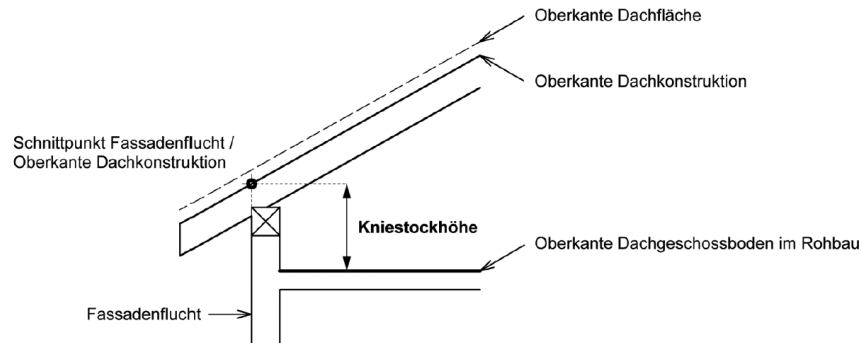 Oberkante Dachfläche
Oberkante Dachkonstruktion
Schnittpunkt Fassadenflucht /
Oberkante Dachkonstruktion
Kniestockhöhe
Oberkante Dachgeschossboden im Rohbau
Fassadenflucht